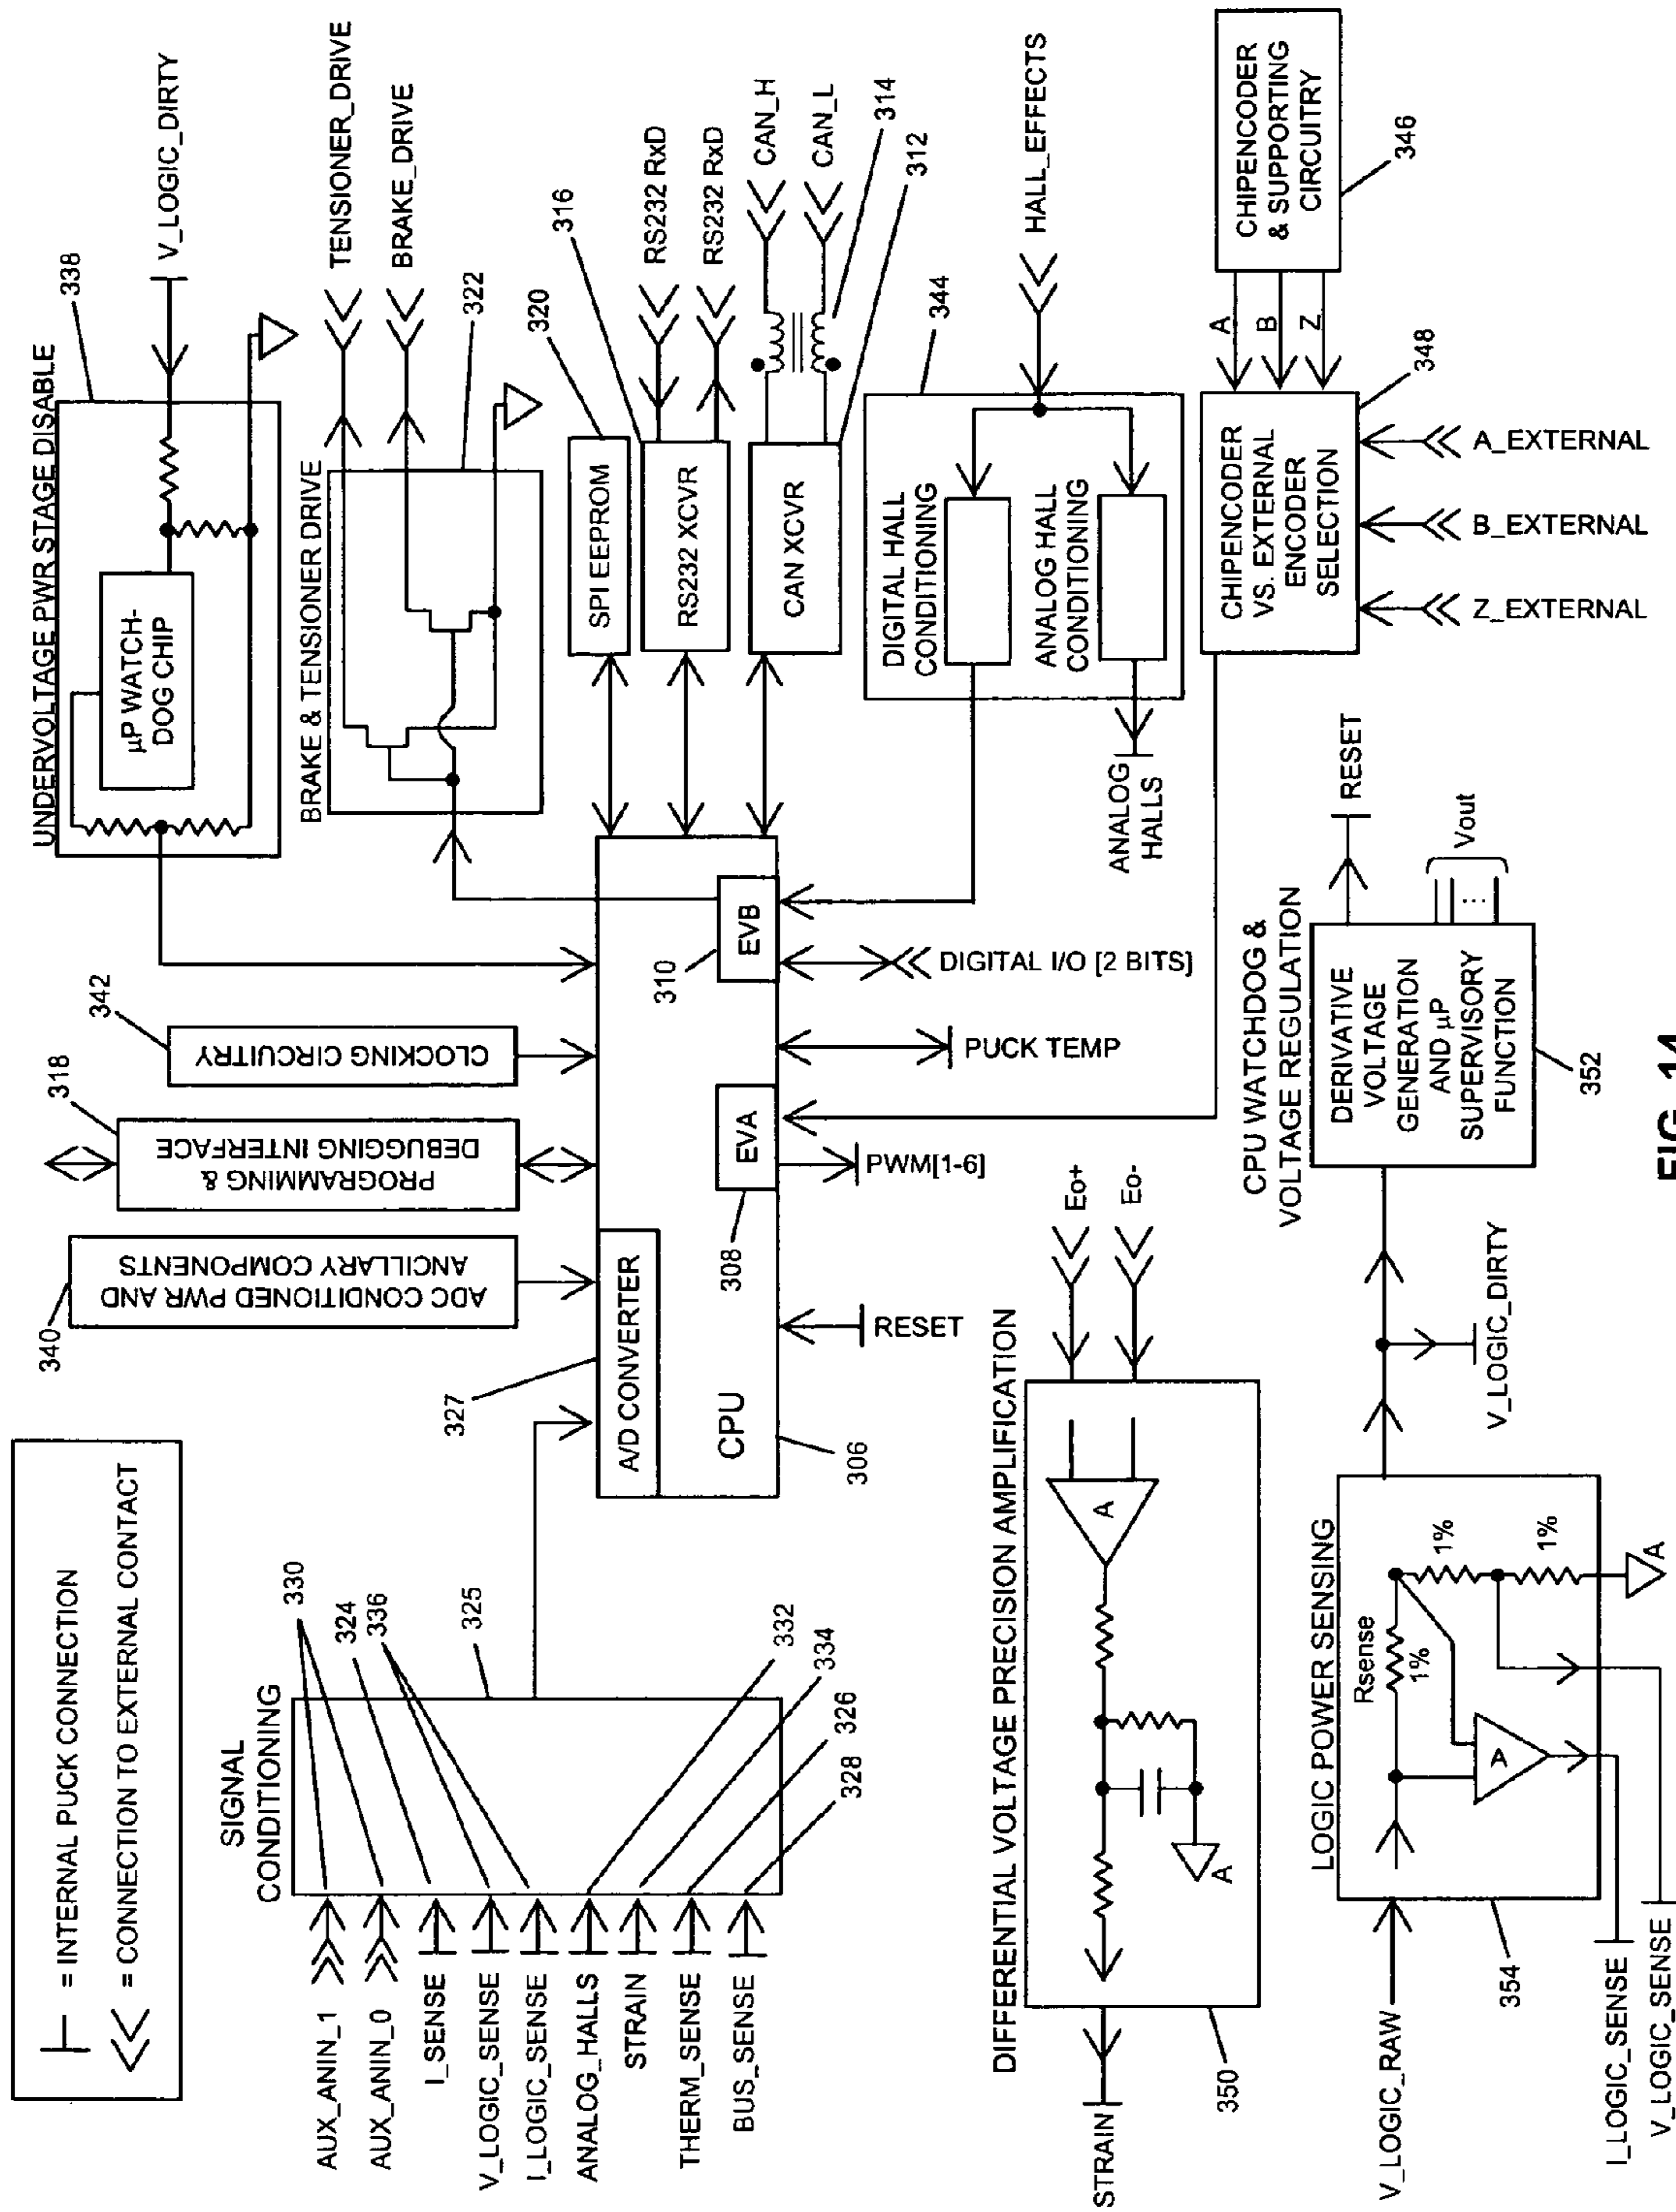 = INTERNAL PUCK CONNECTION
= CONNECTION TO EXTERNAL CONTACT
UNDERVOLTAGE PWR STAGE DISABLE
338
µP WATCH-
DOG CHIP
V_LOGIC_DIRTY
BRAKE & TENSIONER DRIVE
TENSIONER_DRIVE
BRAKE_DRIVE
322
320
316
SPI EEPROM
RS232 XCVR
CAN XCVR
RS232 RxD
RS232 RxD
CAN_H
CAN_L
314
312
340
ADC CONDITIONED PWR AND
ANCILLARY COMPONENTS
318
PROGRAMMING &
DEBUGGING INTERFACE
342
CLOCKING CIRCUITRY
SIGNAL
CONDITIONING
330
324
336
325
332
334
326
328
AUX_ANIN_1
AUX_ANIN_0
I_SENSE
V_LOGIC_SENSE
I_LOGIC_SENSE
ANALOG_HALLS
STRAIN
THERM_SENSE
BUS_SENSE
327
A/D CONVERTER
CPU
306
308
EVA
310
EVB
RESET
PWM[1-6]
PUCK TEMP
DIGITAL I/O [2 BITS]
344
DIGITAL HALL
CONDITIONING
ANALOG HALL
CONDITIONING
HALL_EFFECTS
ANALOG
HALLS
CHIPENCODER
VS. EXTERNAL
ENCODER
SELECTION
348
A
B
Z
CHIPENCODER
& SUPPORTING
CIRCUITRY
346
Z_EXTERNAL
B_EXTERNAL
A_EXTERNAL
DIFFERENTIAL VOLTAGE PRECISION AMPLIFICATION
STRAIN
350
A
A
Eo+
Eo-
LOGIC POWER SENSING
V_LOGIC_RAW
354
Rsense
1%
1%
1%
A
A
I_LOGIC_SENSE
V_LOGIC_SENSE
V_LOGIC_DIRTY
CPU WATCHDOG &
VOLTAGE REGULATION
DERIVATIVE
VOLTAGE
GENERATION
AND µP
SUPERVISORY
FUNCTION
352
RESET
Vout
...
FIG. 14